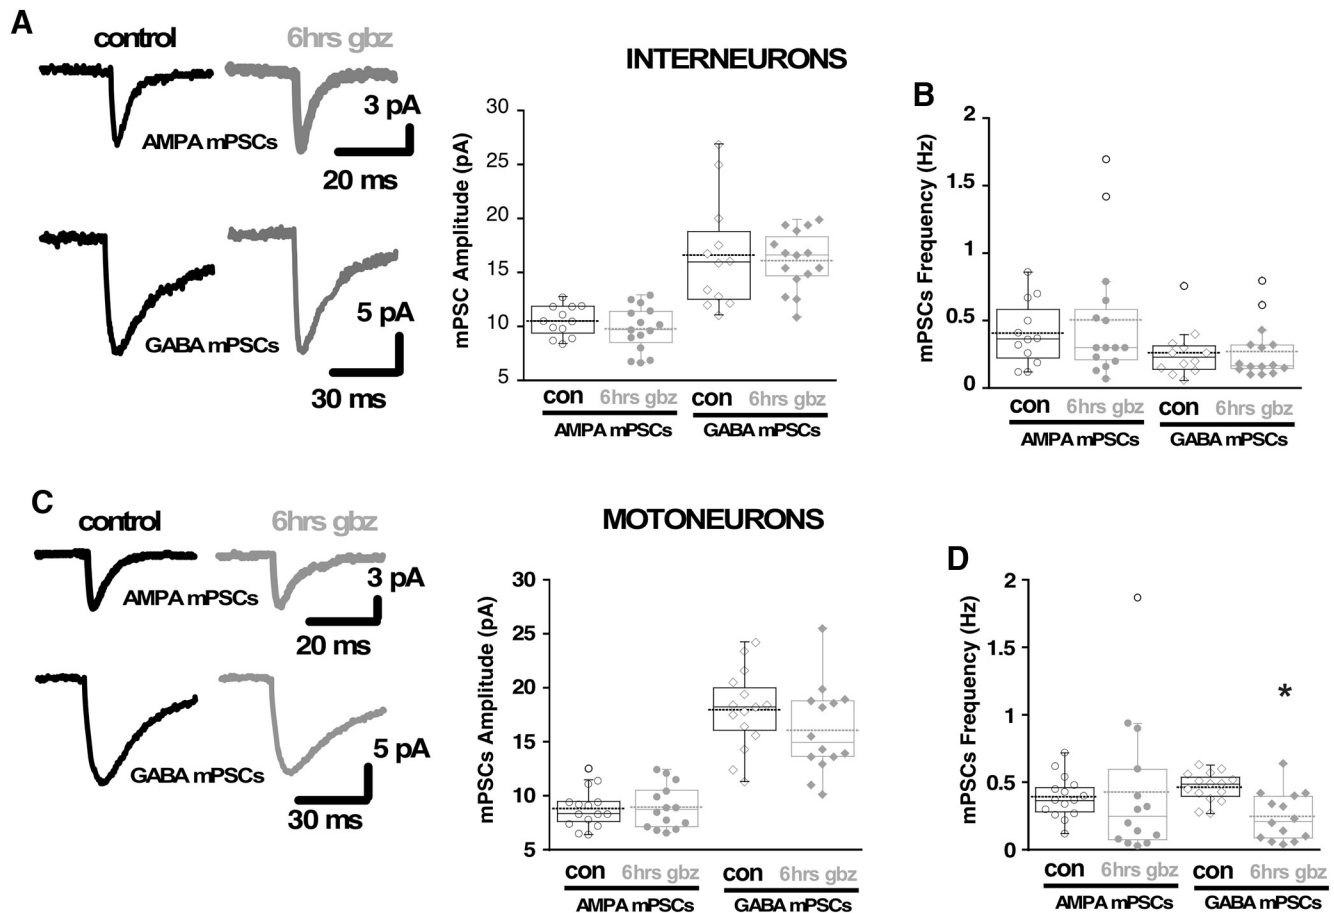 A
control
6hrs gbz
AMPA mPSCs
3 pA
20 ms
GABA mPSCs
5 pA
30 ms
INTERNEURONS
mPSC Amplitude (pA)
30
25
20
15
10
5
con
6hrs gbz
con
6hrs gbz
AMPA mPSCs
GABA mPSCs
B
mPSCs Frequency (Hz)
2
1.5
1
0.5
0
con
6hrs gbz
con
6hrs gbz
AMPA mPSCs
GABA mPSCs
C
control
6hrs gbz
AMPA mPSCs
3 pA
20 ms
GABA mPSCs
5 pA
30 ms
MOTONEURONS
mPSCs Amplitude (pA)
30
25
20
15
10
5
con
6hrs gbz
con
6hrs gbz
AMPA mPSCs
GABA mPSCs
D
mPSCs Frequency (Hz)
2
1.5
1
0.5
0
*
con
6hrs gbz
con
6hrs gbz
AMPA mPSCs
GABA mPSCs